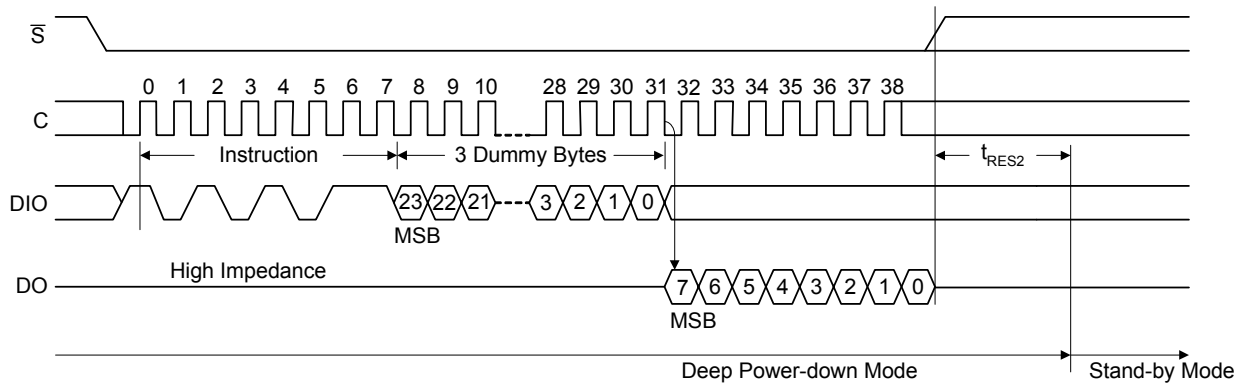 S
0 1 2 3 4 5 6 7 8 9 10 28 29 30 31 32 33 34 35 36 37 38
C
Instruction 3 Dummy Bytes tRES2
DIO 23 22 21 3 2 1 0
MSB
High Impedance
DO 7 6 5 4 3 2 1 0
MSB
Deep Power-down Mode Stand-by Mode